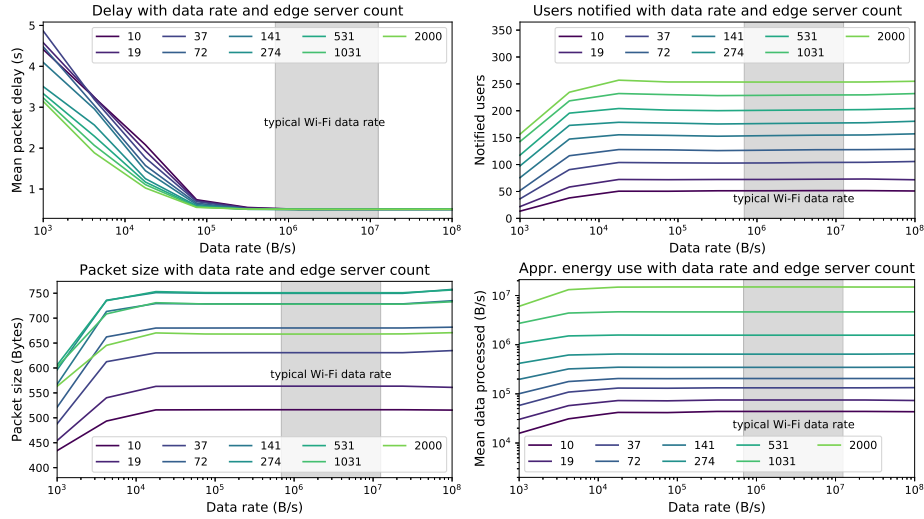 Delay with data rate and edge server count
Mean packet delay (s)
5
4
3
2
1
10 37 141 531 2000
19 72 274 1031
typical Wi-Fi data rate
10³ 10⁴ 10⁵ 10⁶ 10⁷ 10⁸
Data rate (B/s)
Users notified with data rate and edge server count
Notified users
350
300
250
200
150
100
50
0
10 37 141 531 2000
19 72 274 1031
typical Wi-Fi data rate
10³ 10⁴ 10⁵ 10⁶ 10⁷ 10⁸
Data rate (B/s)
Packet size with data rate and edge server count
Packet size (Bytes)
750
700
650
600
550
500
450
400
typical Wi-Fi data rate
10 37 141 531 2000
19 72 274 1031
10³ 10⁴ 10⁵ 10⁶ 10⁷ 10⁸
Data rate (B/s)
Appr. energy use with data rate and edge server count
Mean data processed (B/s)
10⁷
10⁶
10⁵
10⁴
typical Wi-Fi data rate
10 37 141 531 2000
19 72 274 1031
10³ 10⁴ 10⁵ 10⁶ 10⁷ 10⁸
Data rate (B/s)